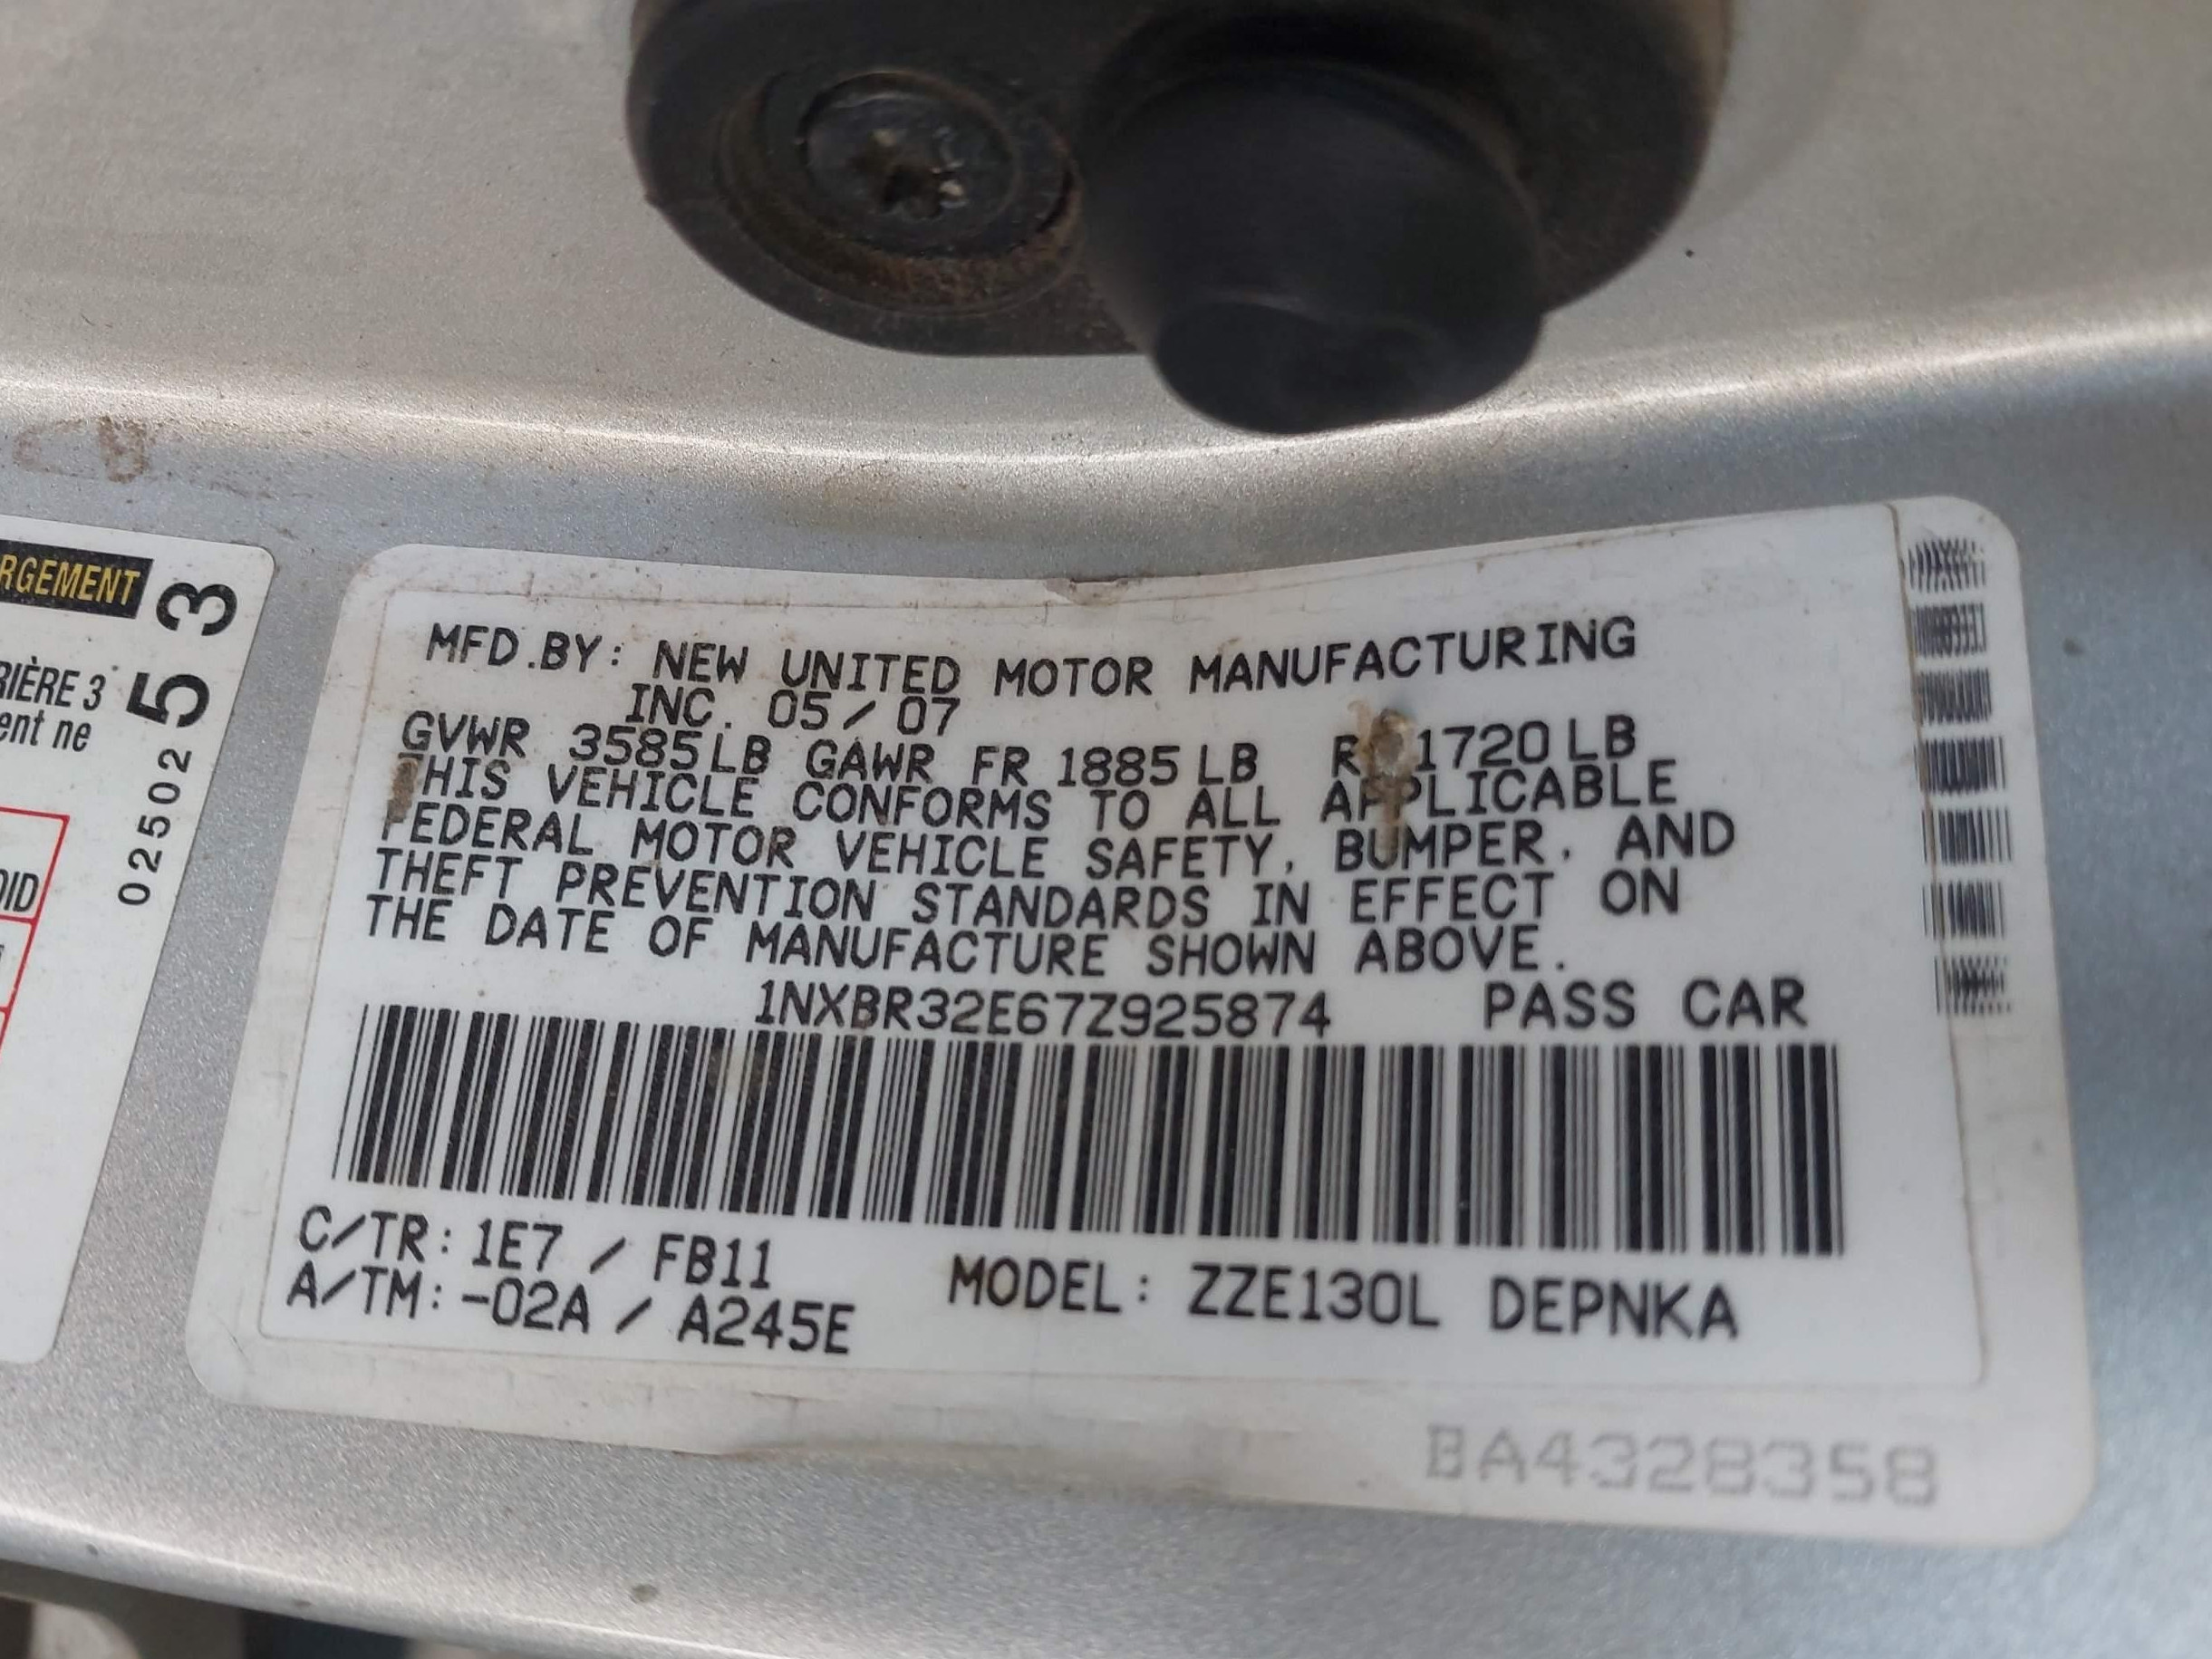 RGEMENT
RIÈRE 3
ent ne
02502 53
MFD.BY: NEW UNITED MOTOR MANUFACTURING
INC. 05/07
GVWR 3585LB GAWR FR 1885LB 1720LB
THIS VEHICLE CONFORMS TO ALL APPLICABLE
FEDERAL MOTOR VEHICLE SAFETY, BUMPER, AND
THEFT PREVENTION STANDARDS IN EFFECT ON
THE DATE OF MANUFACTURE SHOWN ABOVE.
1NXBR32E67Z925874 PASS CAR
C/TR: 1E7 / FB11
A/TM: -02A / A245E
MODEL: ZZE130L DEPNKA
BA4328358